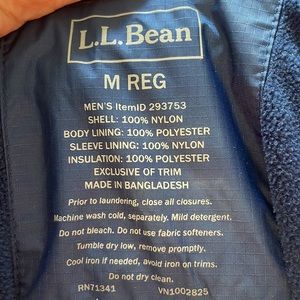 L.L.Bean
M REG
MEN'S ItemID 293753
SHELL: 100% NYLON
BODY LINING: 100% POLYESTER
SLEEVE LINING: 100% NYLON
INSULATION: 100% POLYESTER
EXCLUSIVE OF TRIM
MADE IN BANGLADESH
Prior to laundering, close all closures.
Machine wash cold, separately. Mild detergent.
Do not bleach. Do not use fabric softeners.
Tumble dry low, remove promptly.
Cool iron if needed, avoid iron on trims.
Do not dry clean.
RN71341 VN1002825